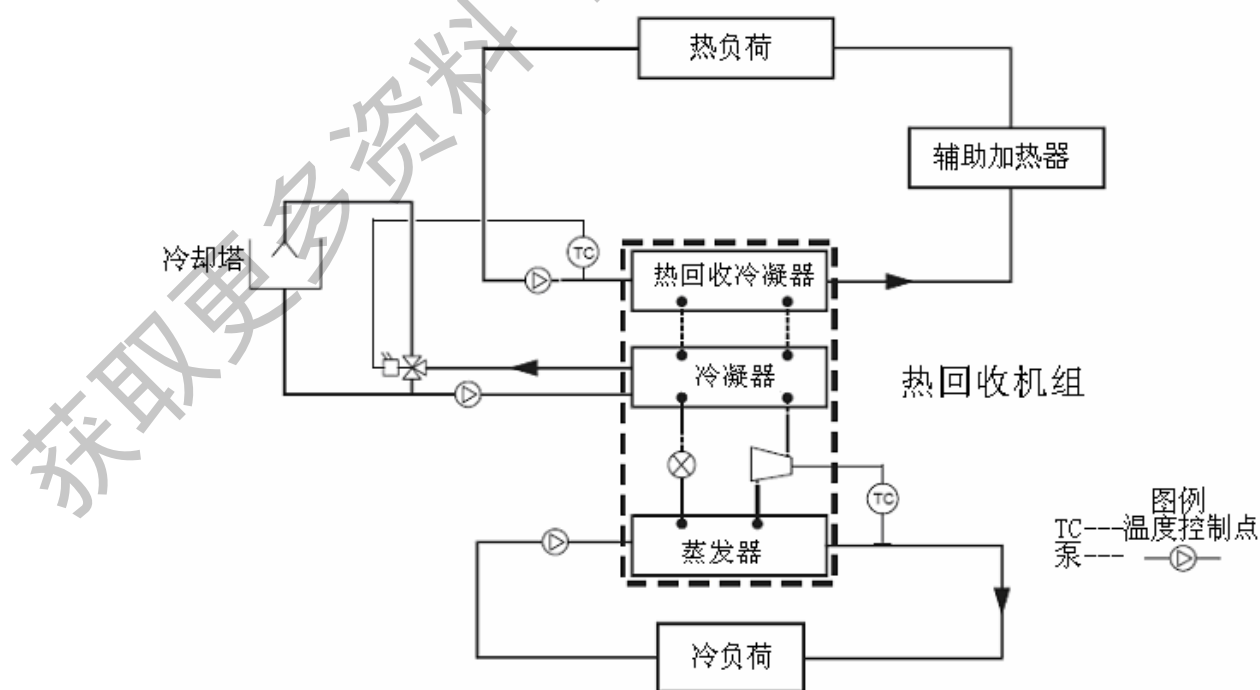 热负荷
辅助加热器
冷却塔
TC
热回收冷凝器
冷凝器
热回收机组
TC
蒸发器
冷负荷
图例
TC---温度控制点
泵---
获取更多资料